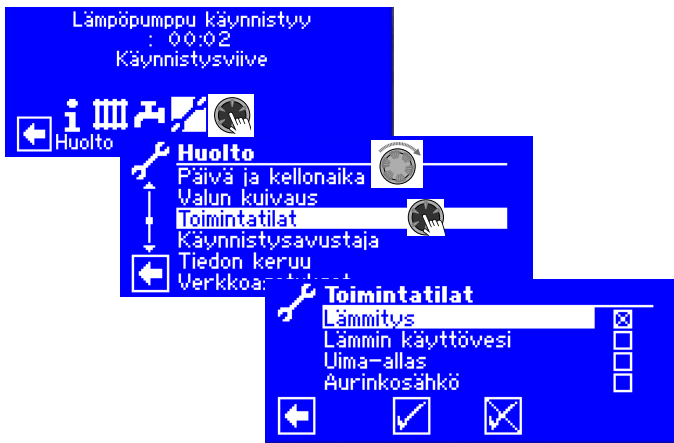 Lämpöpumppu käynnistyy
: 00:02
Käynnistysviive
Huolto
Huolto
Päivä ja kellonaika
Valun kuivaus
Toimintatilat
Käynnistysavustaja
Tiedon keruu
Toimintatilat
Lämmitys
Lämmin käyttövesi
Uima-allas
Aurinkosähkö